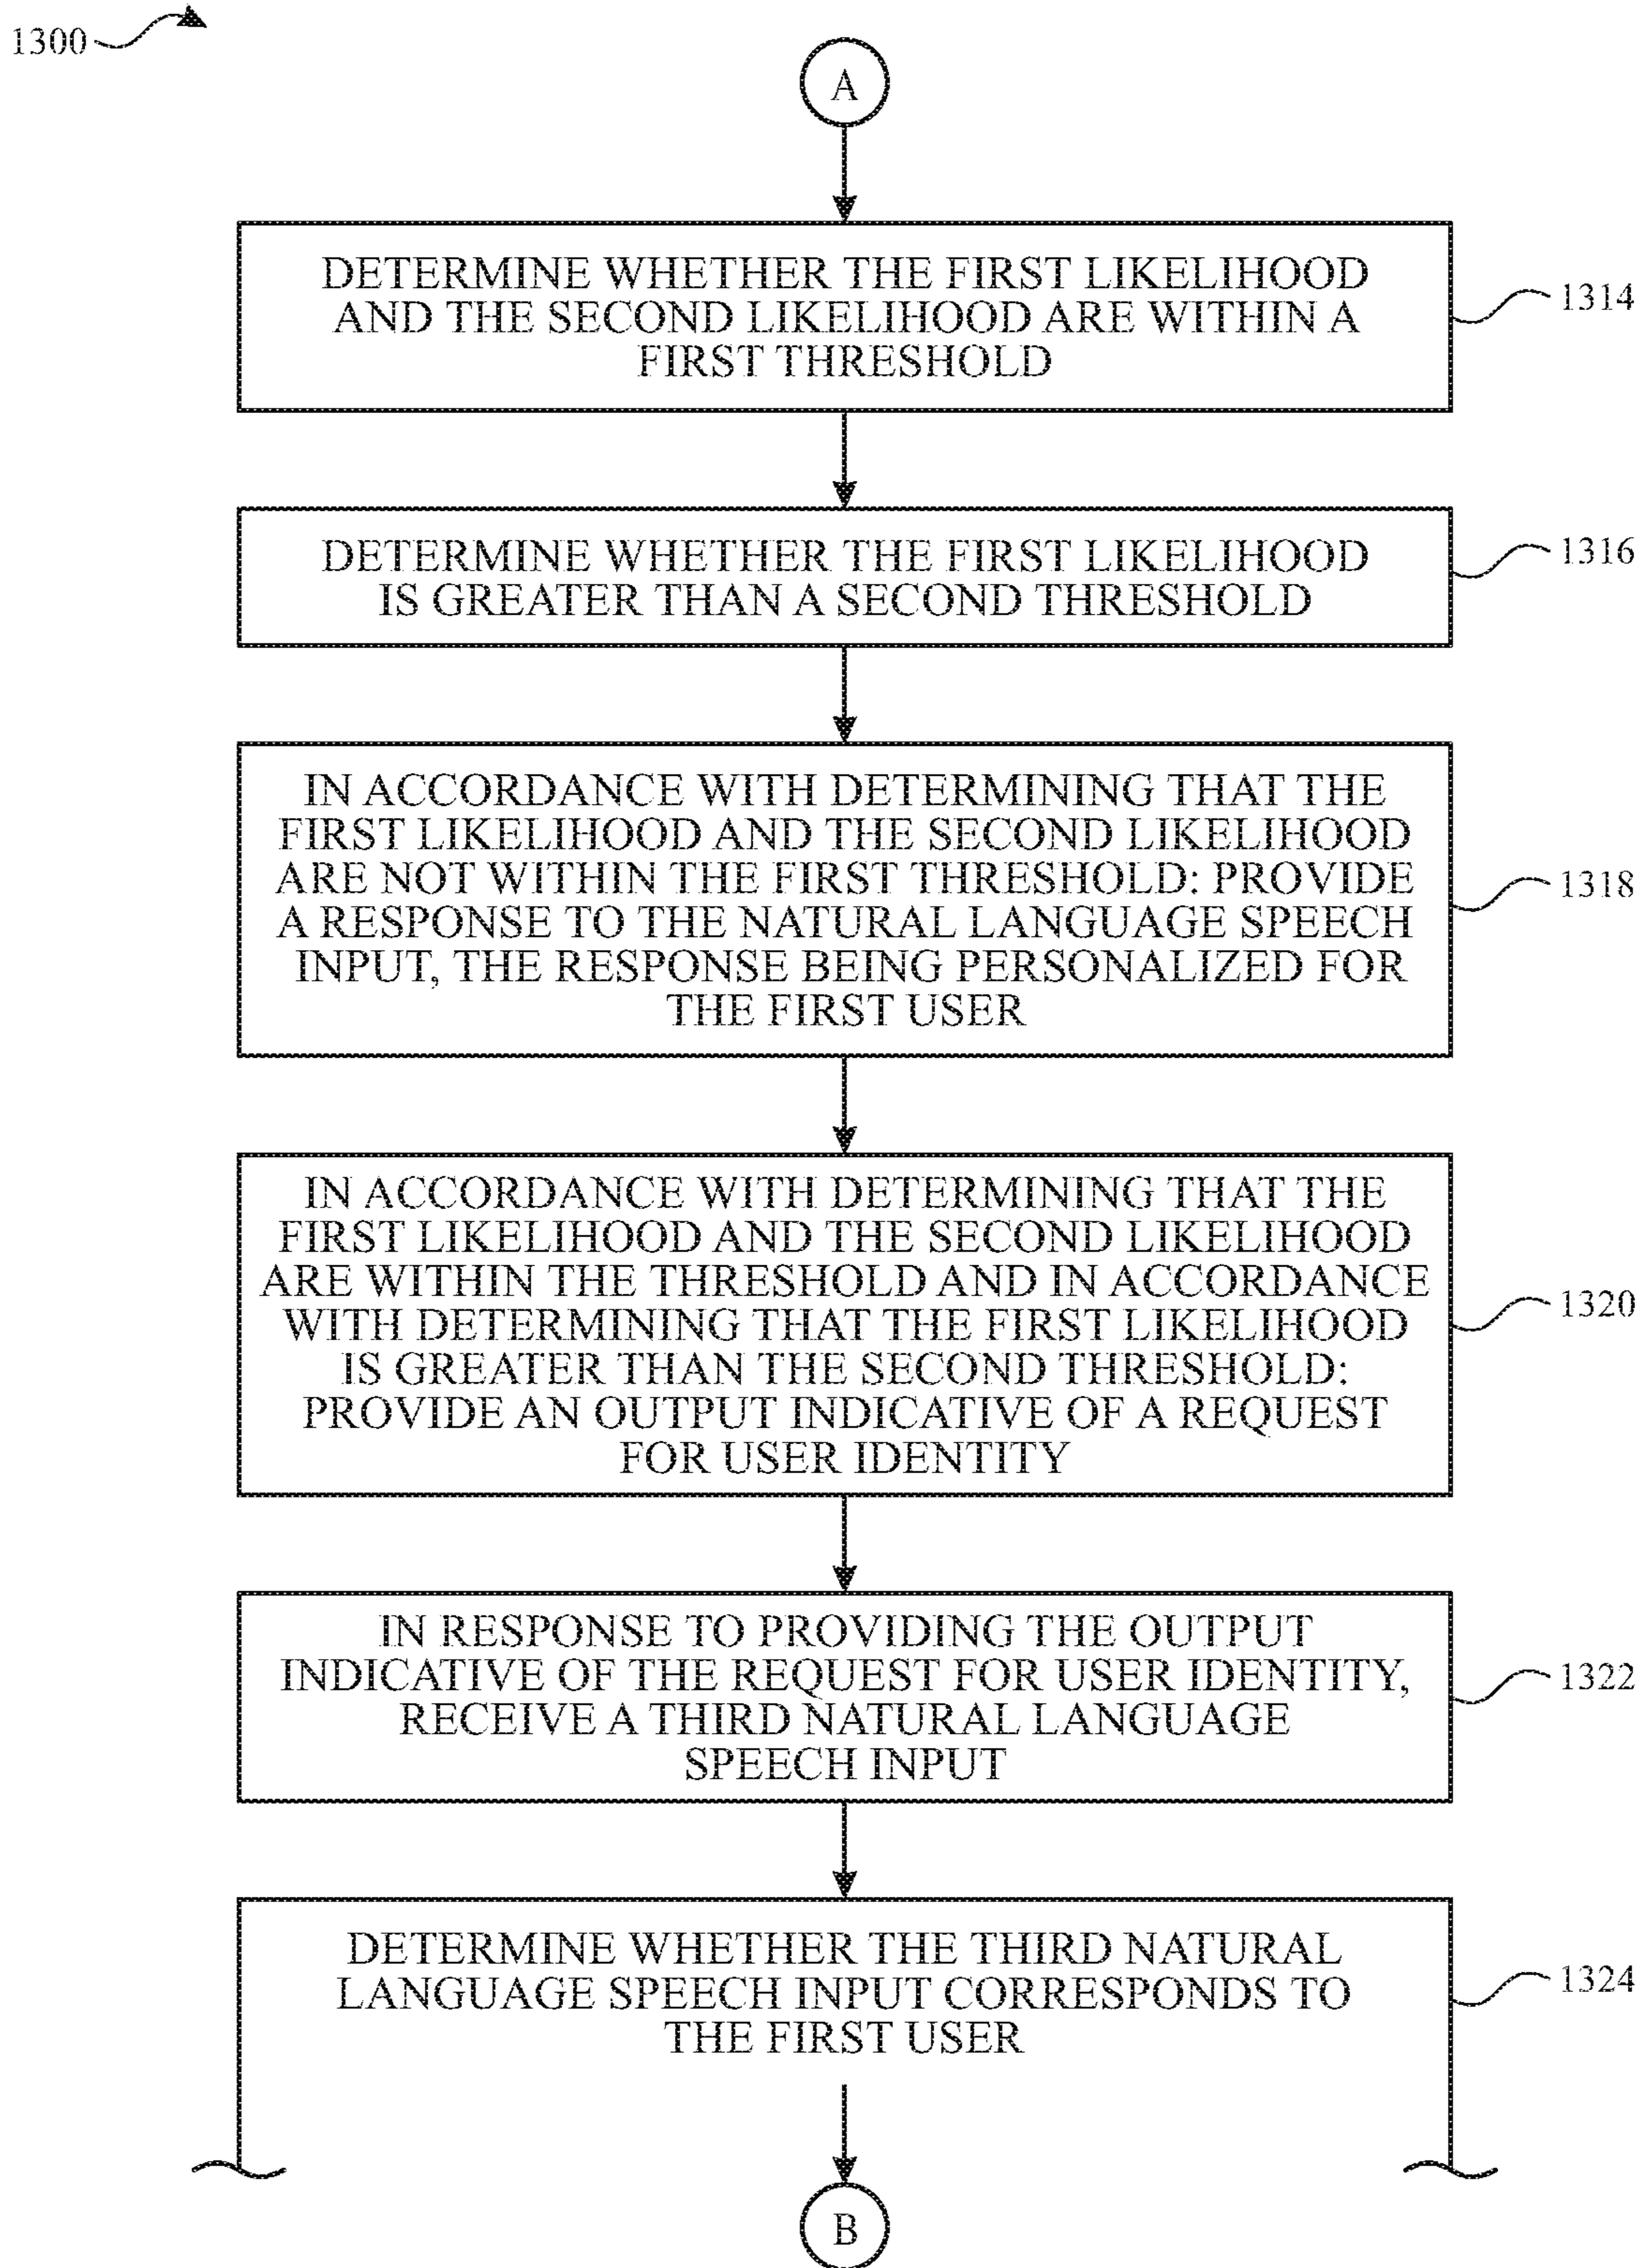 1300
A
DETERMINE WHETHER THE FIRST LIKELIHOOD
AND THE SECOND LIKELIHOOD ARE WITHIN A
FIRST THRESHOLD
1314
DETERMINE WHETHER THE FIRST LIKELIHOOD
IS GREATER THAN A SECOND THRESHOLD
1316
IN ACCORDANCE WITH DETERMINING THAT THE
FIRST LIKELIHOOD AND THE SECOND LIKELIHOOD
ARE NOT WITHIN THE FIRST THRESHOLD: PROVIDE
A RESPONSE TO THE NATURAL LANGUAGE SPEECH
INPUT, THE RESPONSE BEING PERSONALIZED FOR
THE FIRST USER
1318
IN ACCORDANCE WITH DETERMINING THAT THE
FIRST LIKELIHOOD AND THE SECOND LIKELIHOOD
ARE WITHIN THE THRESHOLD AND IN ACCORDANCE
WITH DETERMINING THAT THE FIRST LIKELIHOOD
IS GREATER THAN THE SECOND THRESHOLD:
PROVIDE AN OUTPUT INDICATIVE OF A REQUEST
FOR USER IDENTITY
1320
IN RESPONSE TO PROVIDING THE OUTPUT
INDICATIVE OF THE REQUEST FOR USER IDENTITY,
RECEIVE A THIRD NATURAL LANGUAGE
SPEECH INPUT
1322
DETERMINE WHETHER THE THIRD NATURAL
LANGUAGE SPEECH INPUT CORRESPONDS TO
THE FIRST USER
1324
B